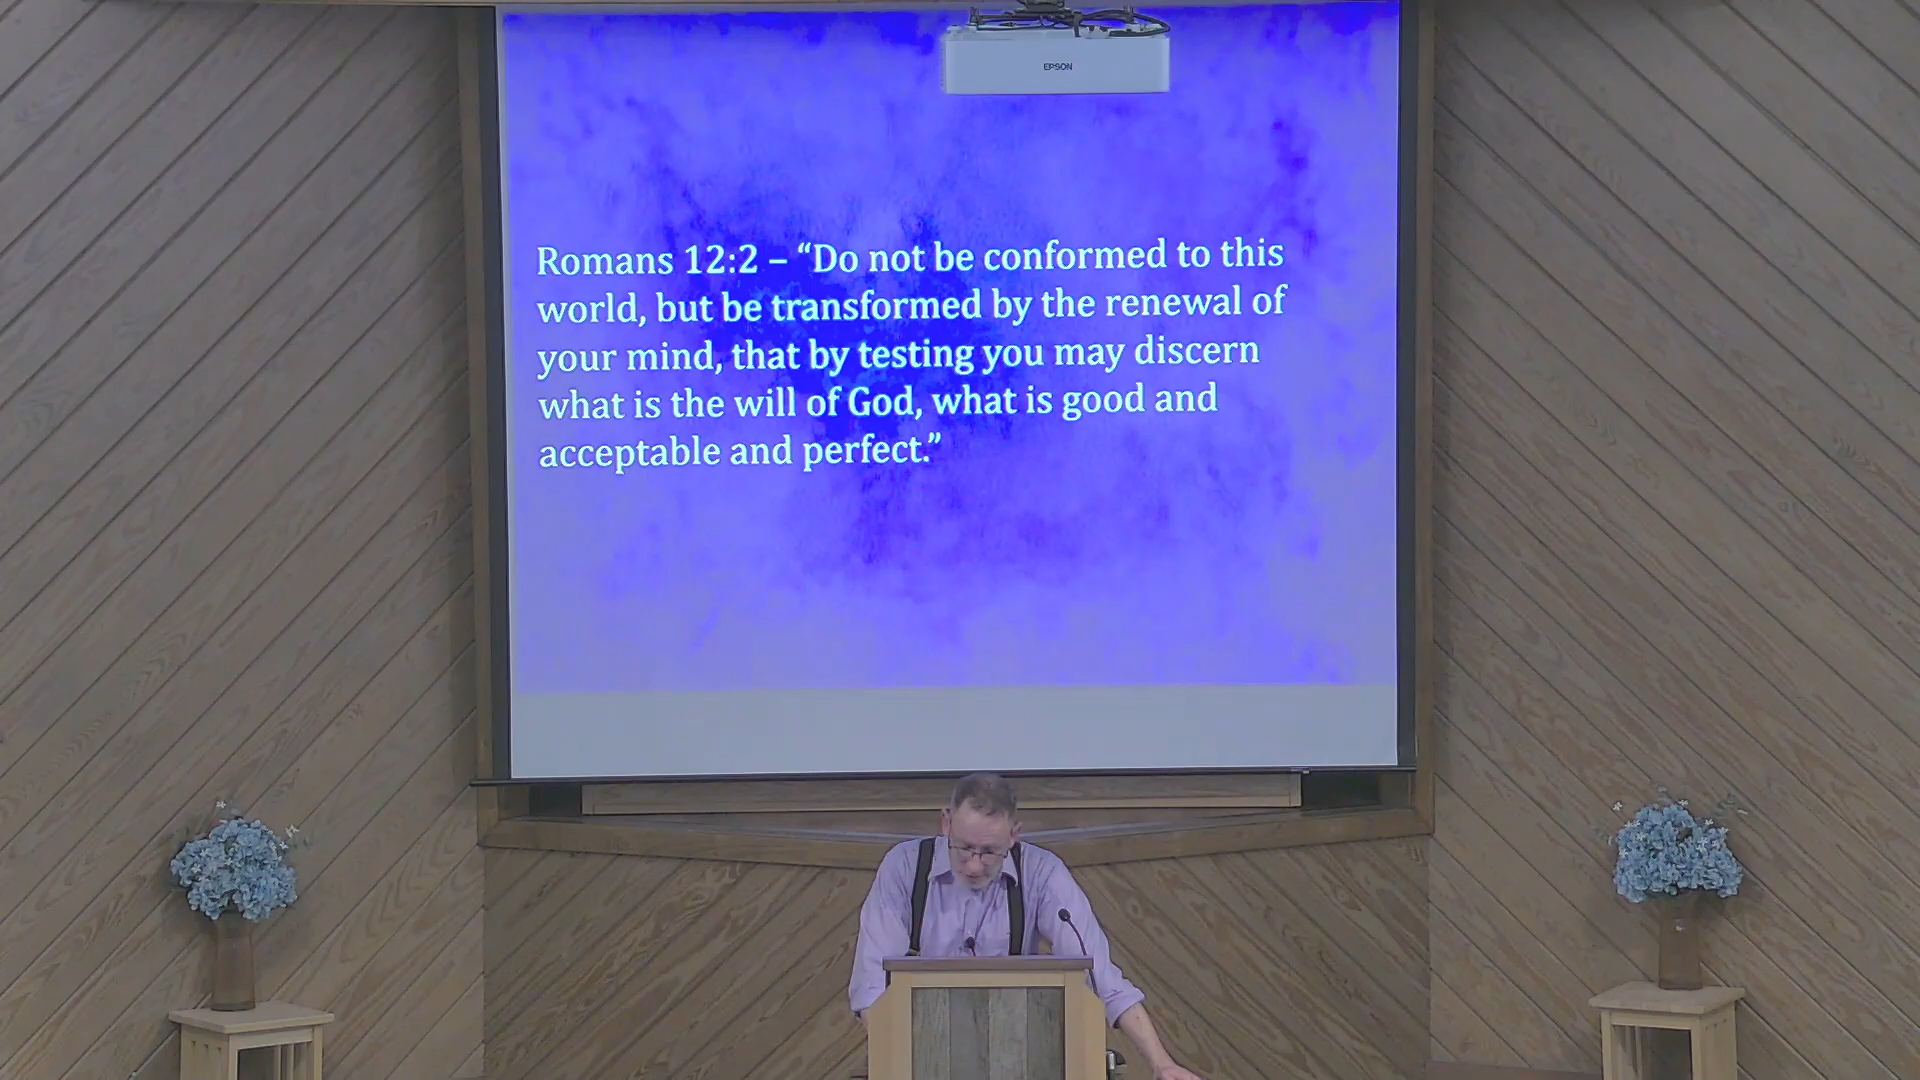 EPSON
Romans 12:2 – “Do not be conformed to this
world, but be transformed by the renewal of
your mind, that by testing you may discern
what is the will of God, what is good and
acceptable and perfect.”